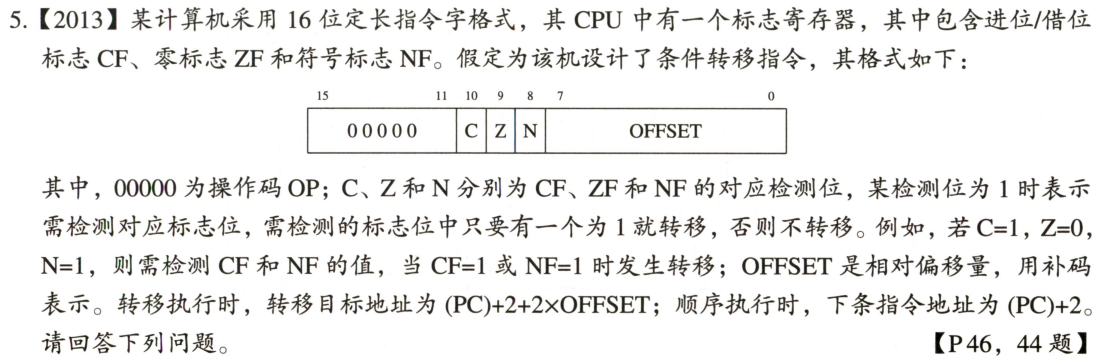 5.【2013】某计算机采用 16 位定长指令字格式，其 CPU 中有一个标志寄存器，其中包含进位/借位
标志 CF、零标志 ZF 和符号标志 NF。假定为该机设计了条件转移指令，其格式如下：
15 11 10 9 8 7 0
00000 C Z N OFFSET
其中，00000 为操作码 OP；C、Z 和 N 分别为 CF、ZF 和 NF 的对应检测位，某检测位为 1 时表示
需检测对应标志位，需检测的标志位中只要有一个为 1 就转移，否则不转移。例如，若 C=1，Z=0，
N=1，则需检测 CF 和 NF 的值，当 CF=1 或 NF=1 时发生转移；OFFSET 是相对偏移量，用补码
表示。转移执行时，转移目标地址为 (PC)+2+2×OFFSET；顺序执行时，下条指令地址为 (PC)+2。
请回答下列问题。 【P46，44 题】